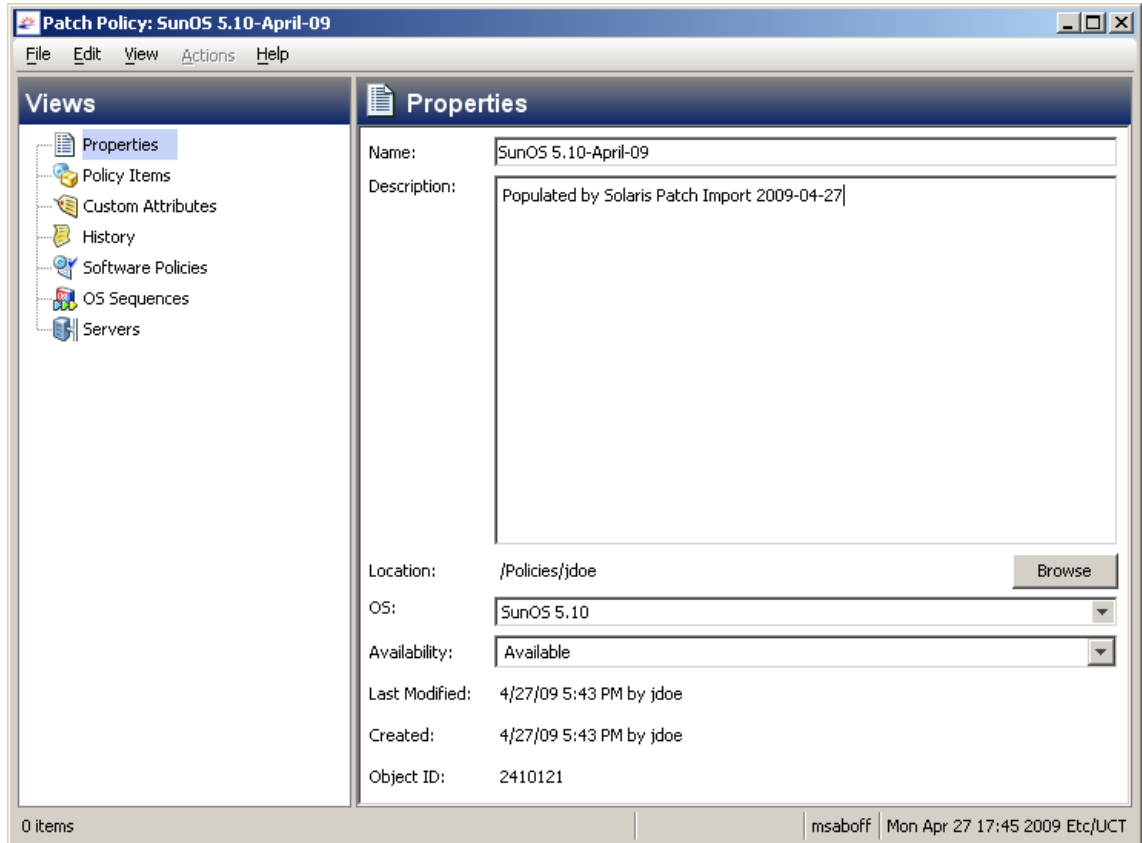 Patch Policy: SunOS 5.10-April-09
File Edit View Actions Help
Views
Properties
Policy Items
Custom Attributes
History
Software Policies
OS Sequences
Servers
Properties
Name: SunOS 5.10-April-09
Description: Populated by Solaris Patch Import 2009-04-27
Location: /Policies/jdoe Browse
OS: SunOS 5.10
Availability: Available
Last Modified: 4/27/09 5:43 PM by jdoe
Created: 4/27/09 5:43 PM by jdoe
Object ID: 2410121
0 items msaboff Mon Apr 27 17:45 2009 Etc/UCT